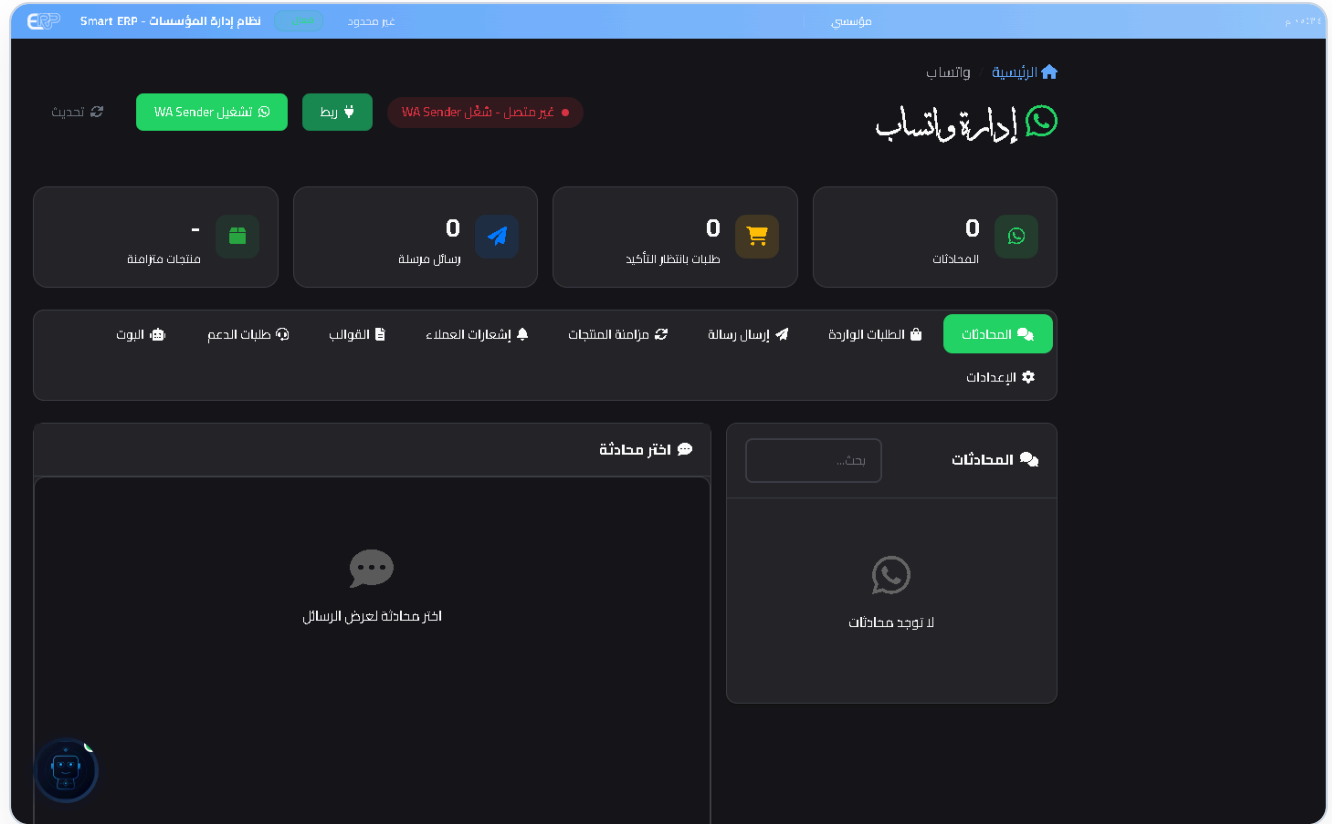 ERP نظام إدارة المؤسسات - Smart ERP
غير محدود
مؤسسي
الرئيسية / واتساب
إدارة واتساب
غير متصل - شغّل WA Sender
ربط
تشغيل WA Sender
تحديث
0
المحادثات
0
طلبات بانتظار التأكيد
0
رسائل مرسلة
-
منتجات متزامنة
المحادثات
الطلبات الواردة
إرسال رسالة
مزامنة المنتجات
إشعارات العملاء
القوالب
طلبات الدعم
البوت
الإعدادات
المحادثات
بحث...
لا توجد محادثات
اختر محادثة
اختر محادثة لعرض الرسائل